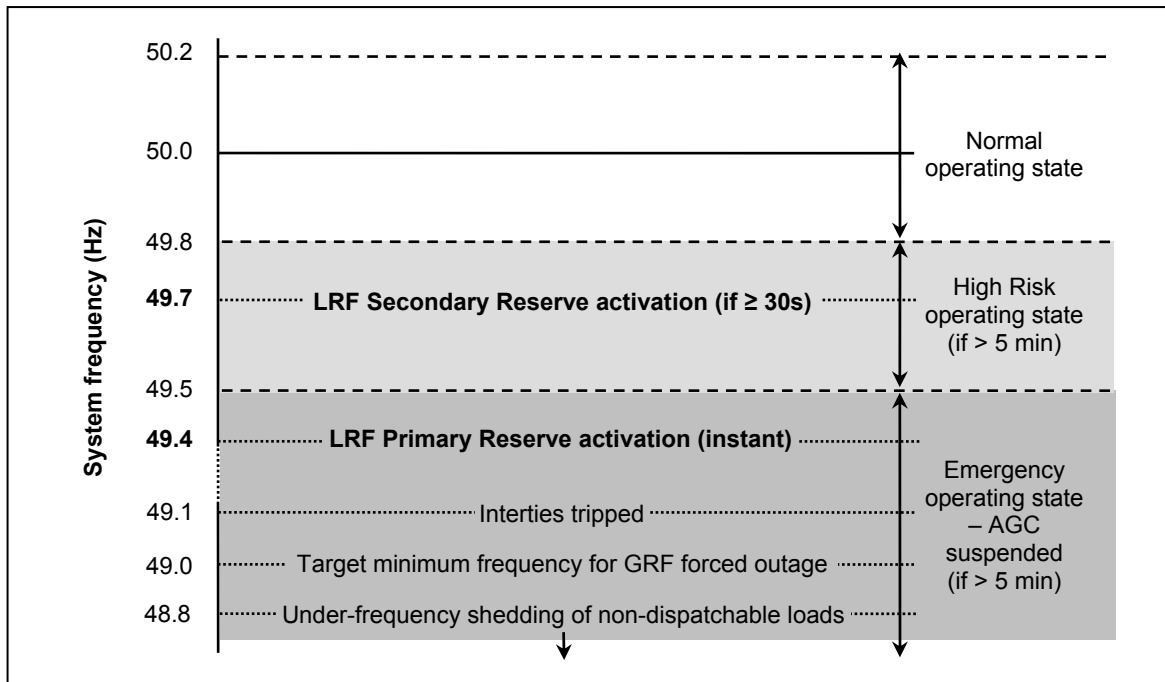 System frequency (Hz)
50.2
50.0
Normal
operating state
49.8
49.7
LRF Secondary Reserve activation (if ≥ 30s)
High Risk
operating state
(if > 5 min)
49.5
49.4
LRF Primary Reserve activation (instant)
Emergency
operating state
– AGC
suspended
(if > 5 min)
49.1
Interties tripped
49.0
Target minimum frequency for GRF forced outage
48.8
Under-frequency shedding of non-dispatchable loads